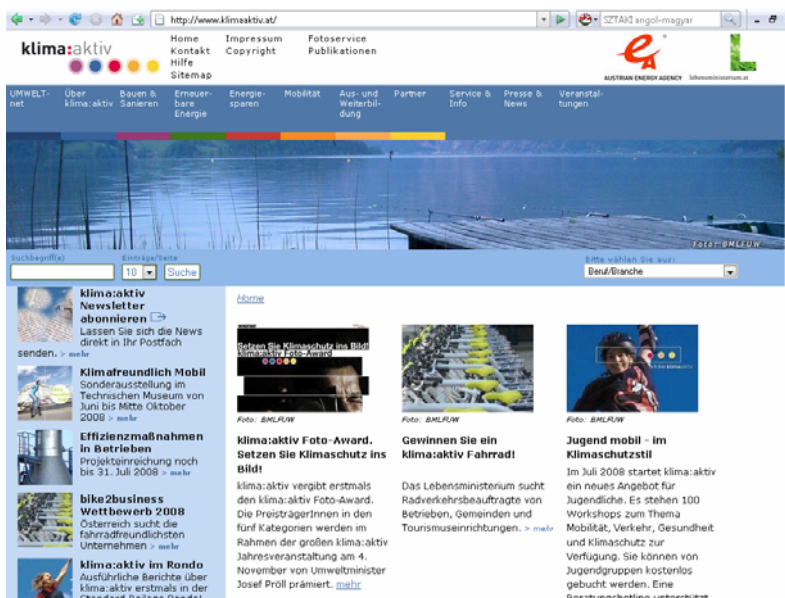 http://www.klimaaktiv.at/
SZTAKI angol-magyar
klima:aktiv
Home
Kontakt
Hilfe
Sitemap
Impressum
Copyright
Fotoservice
Publikationen
AUSTRIAN ENERGY AGENCY
lebensministerium.at
UMWELT-
net
Über
klima:aktiv
Bauen &
Sanieren
Erneuer-
bare
Energie
Energie-
sparen
Mobilität
Aus- und
Weiterbil-
dung
Partner
Service &
Info
Presse &
News
Veranstal-
tungen
Foto: BMLFUW
Suchbegriff(e)
Einträge/Seite
10
Suche
Bitte wählen Sie aus:
Beruf/Branche
klima:aktiv
Newsletter
abonnieren
Lassen Sie sich die News
direkt in Ihr Postfach
senden. > mehr
Klimafreundlich Mobil
Sonderausstellung im
Technischen Museum von
Juni bis Mitte Oktober
2008 > mehr
Effizienzmaßnahmen
in Betrieben
Projekteinreichung noch
bis 31. Juli 2008 > mehr
bike2business
Wettbewerb 2008
Österreich sucht die
fahrradfreundlichsten
Unternehmen > mehr
klima:aktiv im Rondo
Ausführliche Berichte über
klima:aktiv erstmals in der
Standard Beilage Rondo!
Home
Setzen Sie Klimaschutz ins Bild!
klima:aktiv Foto-Award
Foto: BMLFUW
klima:aktiv Foto-Award.
Setzen Sie Klimaschutz ins
Bild!
klima:aktiv vergibt erstmals
den klima:aktiv Foto-Award.
Die PreisträgerInnen in den
fünf Kategorien werden im
Rahmen der großen klima:aktiv
Jahresveranstaltung am 4.
November von Umweltminister
Josef Pröll prämiert. mehr
Foto: BMLFUW
Gewinnen Sie ein
klima:aktiv Fahrrad!
Das Lebensministerium sucht
Radverkehrsbeauftragte von
Betrieben, Gemeinden und
Tourismuseinrichtungen. > mehr
Foto: BMLFUW
Jugend mobil - im
Klimaschutzstil
Im Juli 2008 startet klima:aktiv
ein neues Angebot für
Jugendliche. Es stehen 100
Workshops zum Thema
Mobilität, Verkehr, Gesundheit
und Klimaschutz zur
Verfügung. Sie können von
Jugendgruppen kostenlos
gebucht werden. Eine
Beratungshotline unterstützt